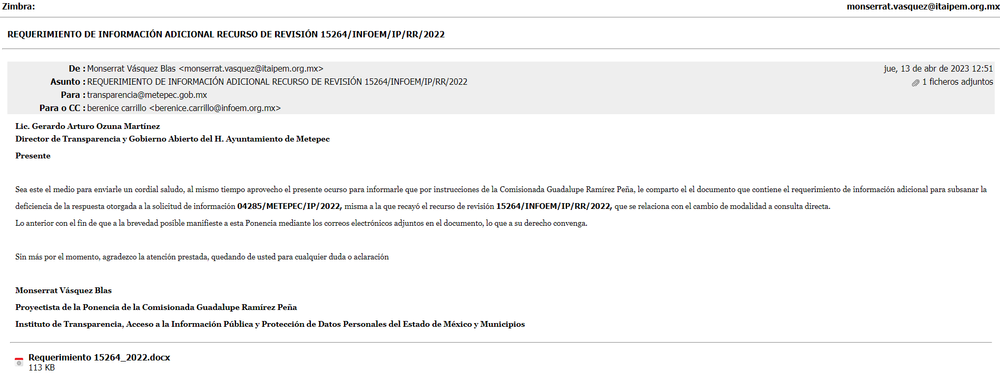 Zimbra: monserrat.vasquez@itaipem.org.mx
REQUERIMIENTO DE INFORMACIÓN ADICIONAL RECURSO DE REVISIÓN 15264/INFOEM/IP/RR/2022
De : Monserrat Vásquez Blas <monserrat.vasquez@itaipem.org.mx> jue, 13 de abr de 2023 12:51
Asunto : REQUERIMIENTO DE INFORMACIÓN ADICIONAL RECURSO DE REVISIÓN 15264/INFOEM/IP/RR/2022 1 ficheros adjuntos
Para : transparencia@metepec.gob.mx
Para o CC : berenice carrillo <berenice.carrillo@infoem.org.mx>
Lic. Gerardo Arturo Ozuna Martínez
Director de Transparencia y Gobierno Abierto del H. Ayuntamiento de Metepec
Presente
Sea este el medio para enviarle un cordial saludo, al mismo tiempo aprovecho el presente ocurso para informarle que por instrucciones de la Comisionada Guadalupe Ramírez Peña, le comparto el el documento que contiene el requerimiento de información adicional para subsanar la
deficiencia de la respuesta otorgada a la solicitud de información 04285/METEPEC/IP/2022, misma a la que recayó el recurso de revisión 15264/INFOEM/IP/RR/2022, que se relaciona con el cambio de modalidad a consulta directa.
Lo anterior con el fin de que a la brevedad posible manifieste a esta Ponencia mediante los correos electrónicos adjuntos en el documento, lo que a su derecho convenga.
Sin más por el momento, agradezco la atención prestada, quedando de usted para cualquier duda o aclaración
Monserrat Vásquez Blas
Proyectista de la Ponencia de la Comisionada Guadalupe Ramírez Peña
Instituto de Transparencia, Acceso a la Información Pública y Protección de Datos Personales del Estado de México y Municipios
Requerimiento 15264_2022.docx
113 KB